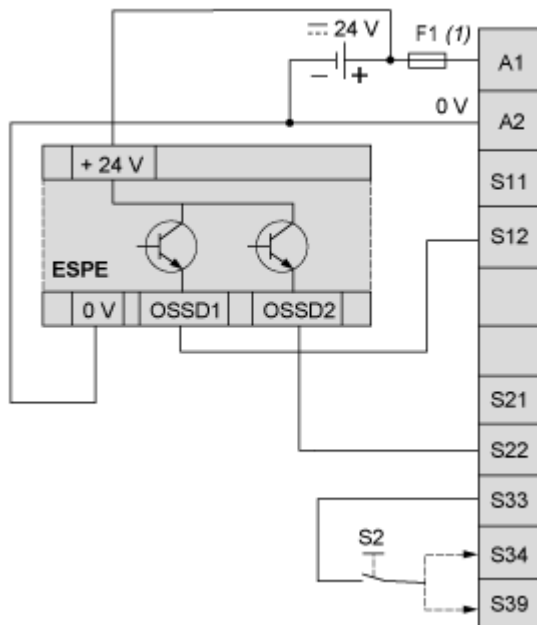 24 V
F1 (1)
A1
− +
0 V
A2
+ 24 V
S11
S12
ESPE
0 V
OSSD1
OSSD2
S21
S22
S33
S2
S34
S39